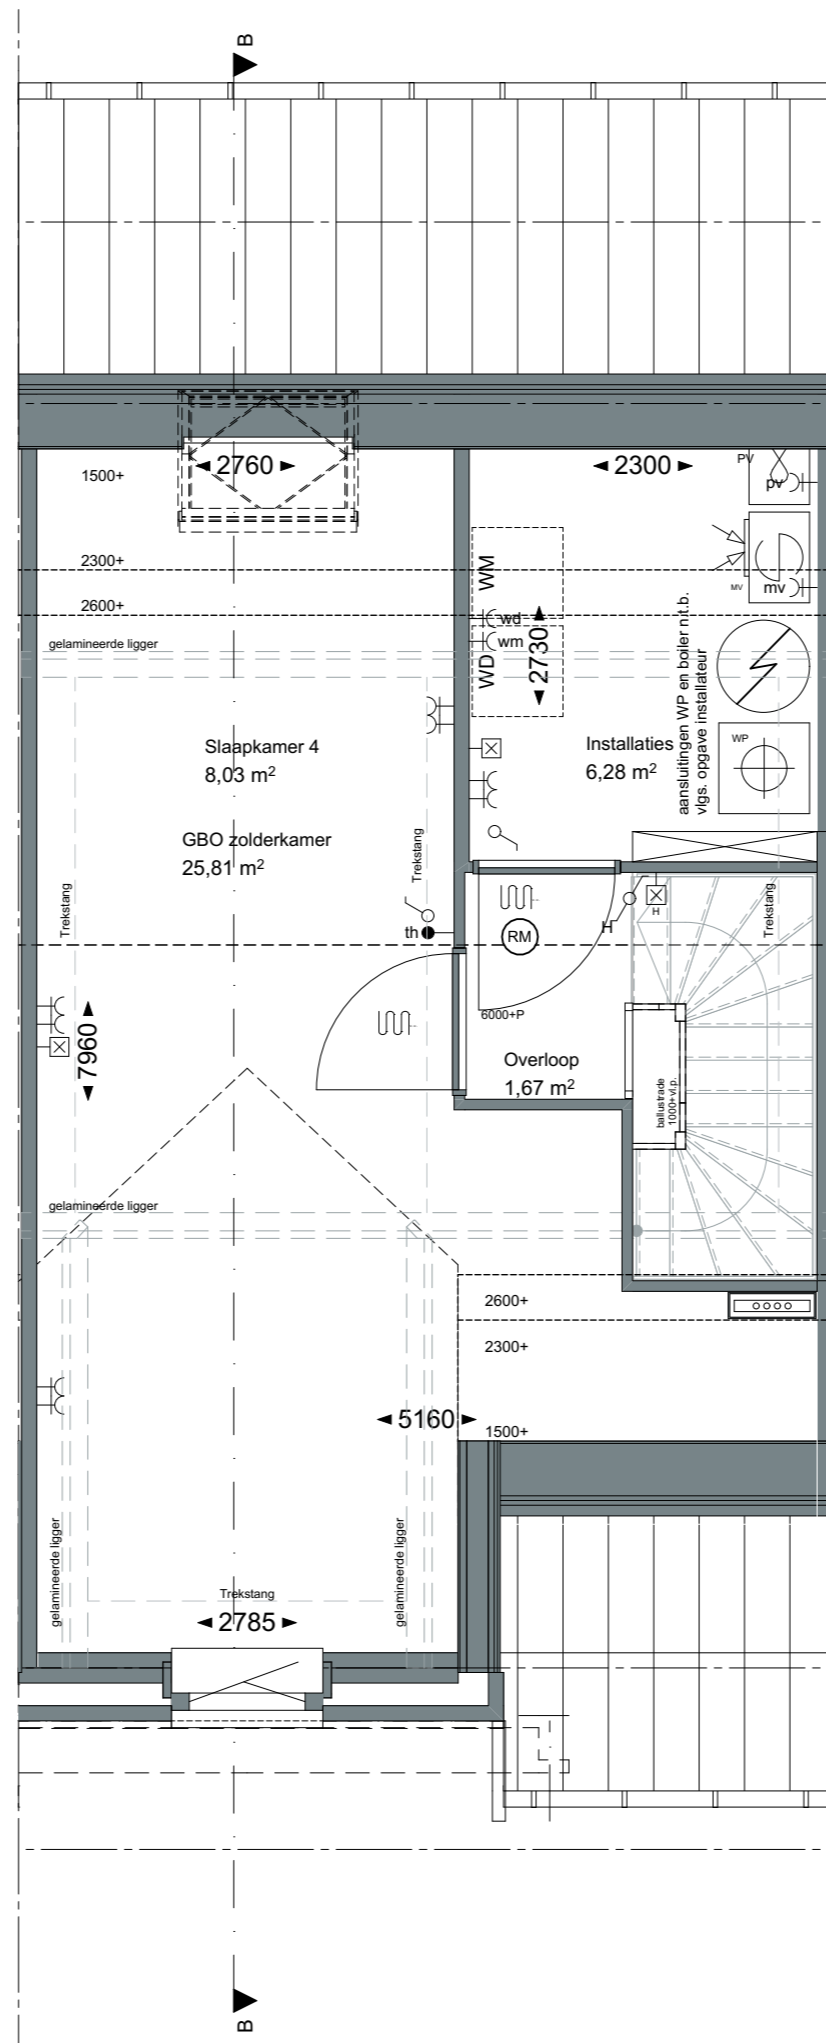 B
1500+
2760
2300
PV
pv
2300+
WM
MV
mv
2600+
wd
wm
WD
2730
gelamineerde ligger
aansluitingen WP en boiler n.t.b.
vlgs. opgave installateur
Slaapkamer 4
8,03 m²
Installaties
6,28 m²
WP
GBO zolderkamer
25,81 m²
Trekstang
Trekstang
Trekstang
th
RM
H
H
6000+P
7960
Overloop
1,67 m²
ballustrade
1000+vl.p.
gelamineerde ligger
2600+
2300+
5160
1500+
gelamineerde ligger
gelamineerde ligger
Trekstang
2785
B